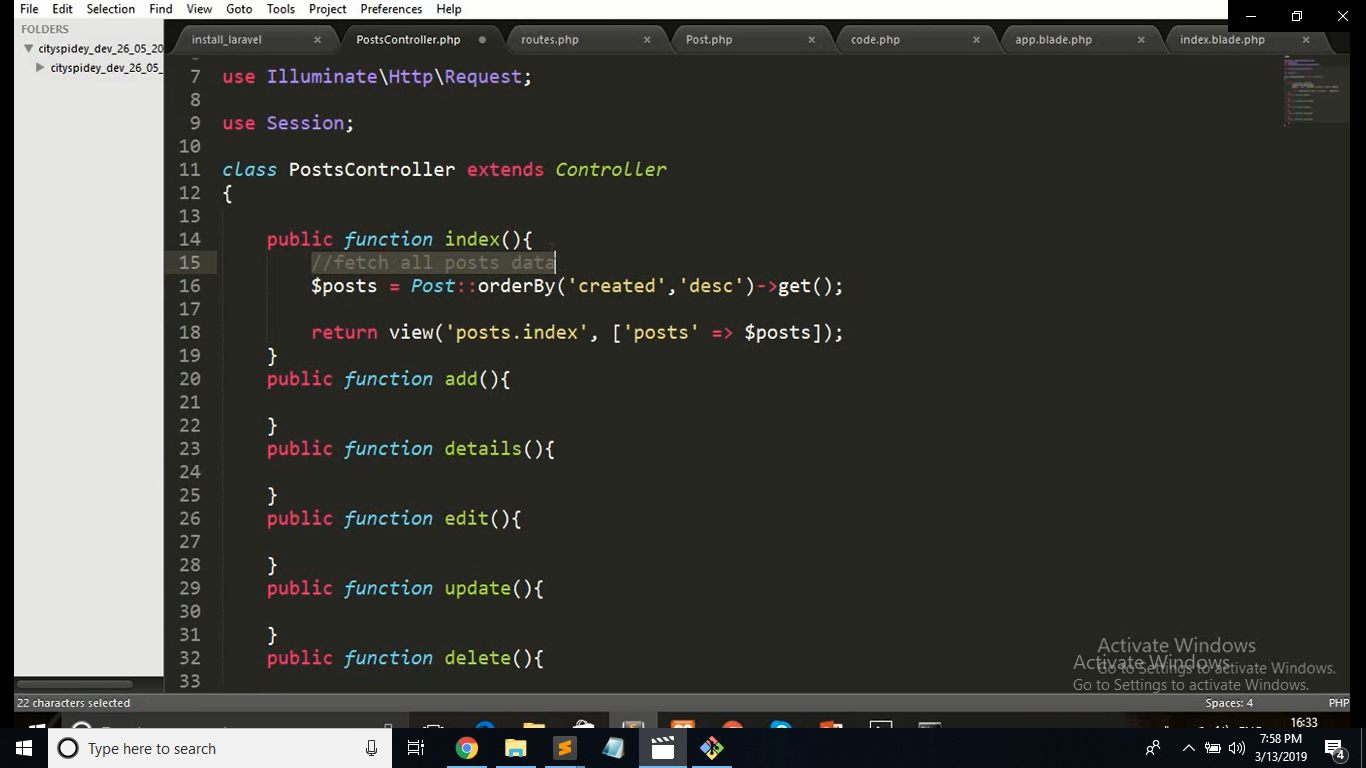 File Edit Selection Find View Goto Tools Project Preferences Help
FOLDERS
cityspidey_dev_26_05_20
cityspidey_dev_26_05_
install_laravel × PostsController.php routes.php × Post.php × code.php × app.blade.php × index.blade.php ×
7 use Illuminate\Http\Request;
8
9 use Session;
10
11 class PostsController extends Controller
12 {
13
14 public function index(){
15 //fetch all posts data
16 $posts = Post::orderBy('created','desc')->get();
17
18 return view('posts.index', ['posts' => $posts]);
19 }
20 public function add(){
21
22 }
23 public function details(){
24
25 }
26 public function edit(){
27
28 }
29 public function update(){
30
31 }
32 public function delete(){
33
Activate Windows
Activate Windows
Go to Settings to activate Windows.
Go to Settings to activate Windows.
22 characters selected Spaces: 4 PHP
16:33
Type here to search
7:58 PM
3/13/2019
4